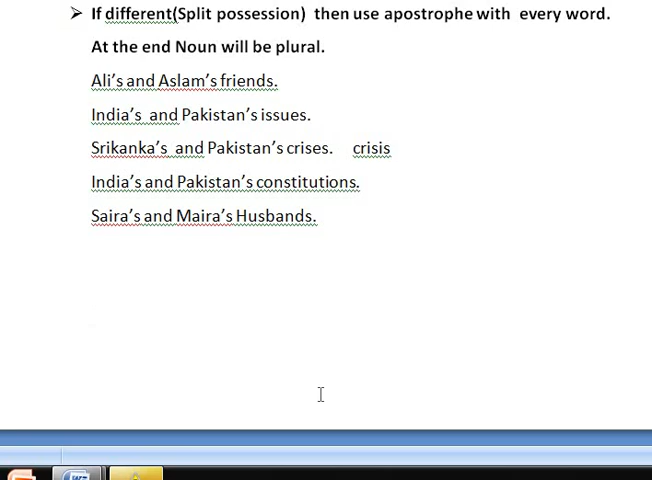 ➢ If different(Split possession) then use apostrophe with every word.
At the end Noun will be plural.
Ali's and Aslam's friends.
India's and Pakistan's issues.
Srikanka's and Pakistan's crises. crisis
India's and Pakistan's constitutions.
Saira's and Maira's Husbands.